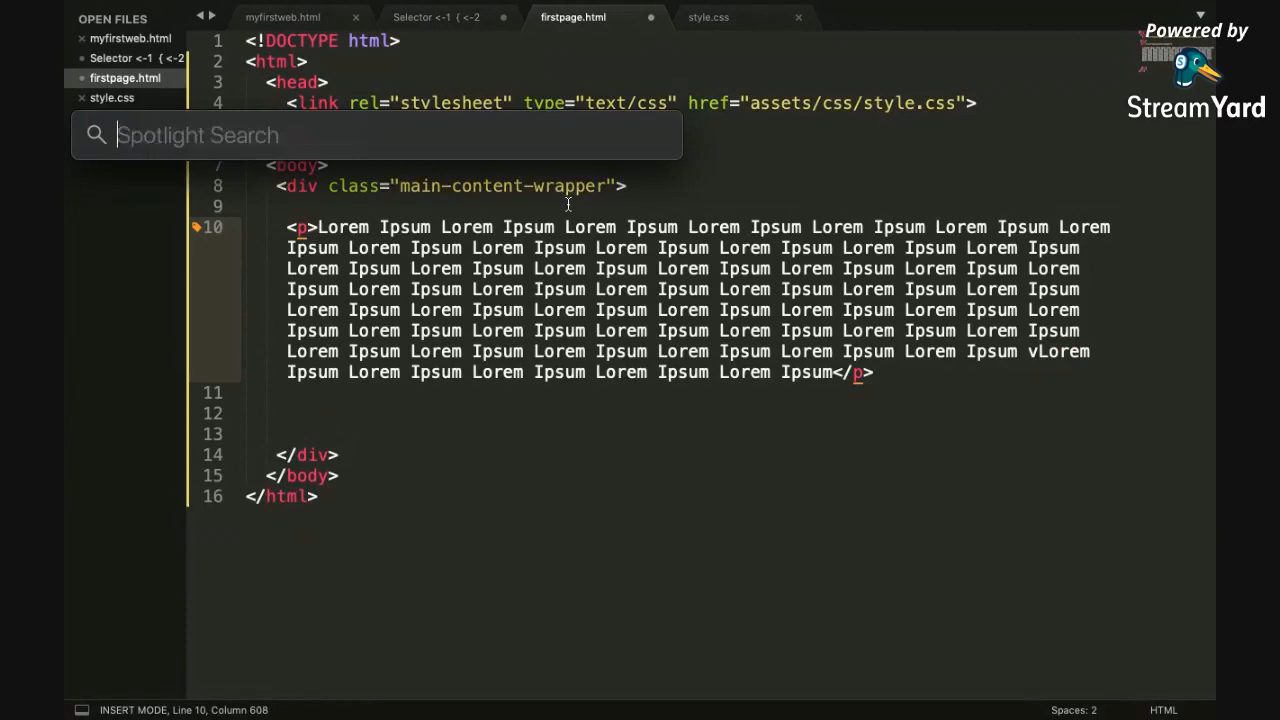 OPEN FILES
myfirstweb.html
Selector <-1 { <-2
firstpage.html
style.css
myfirstweb.html
Selector <-1 { <-2
firstpage.html
style.css
Powered by
StreamYard
1 <!DOCTYPE html>
2 <html>
3 <head>
4 <link rel="stylesheet" type="text/css" href="assets/css/style.css">
Spotlight Search
7 <body>
8 <div class="main-content-wrapper">
9
10 <p>Lorem Ipsum Lorem Ipsum Lorem Ipsum Lorem Ipsum Lorem Ipsum Lorem Ipsum Lorem
Ipsum Lorem Ipsum Lorem Ipsum Lorem Ipsum Lorem Ipsum Lorem Ipsum Lorem Ipsum
Lorem Ipsum Lorem Ipsum Lorem Ipsum Lorem Ipsum Lorem Ipsum Lorem Ipsum Lorem
Ipsum Lorem Ipsum Lorem Ipsum Lorem Ipsum Lorem Ipsum Lorem Ipsum Lorem Ipsum
Lorem Ipsum Lorem Ipsum Lorem Ipsum Lorem Ipsum Lorem Ipsum Lorem Ipsum Lorem
Ipsum Lorem Ipsum Lorem Ipsum Lorem Ipsum Lorem Ipsum Lorem Ipsum Lorem Ipsum
Lorem Ipsum Lorem Ipsum Lorem Ipsum Lorem Ipsum Lorem Ipsum Lorem Ipsum vLorem
Ipsum Lorem Ipsum Lorem Ipsum Lorem Ipsum Lorem Ipsum</p>
11
12
13
14 </div>
15 </body>
16 </html>
INSERT MODE, Line 10, Column 608
Spaces: 2
HTML